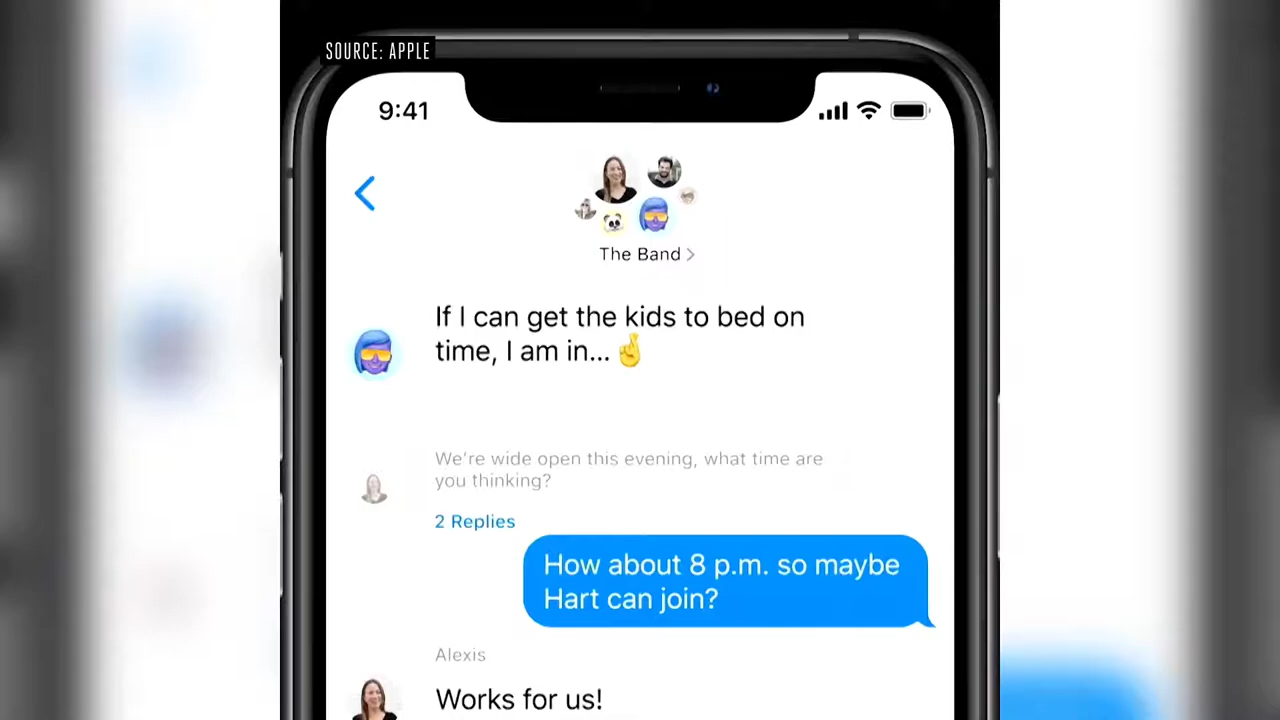 SOURCE: APPLE
9:41
The Band >
If I can get the kids to bed on
time, I am in... 🤞
We're wide open this evening, what time are
you thinking?
2 Replies
How about 8 p.m. so maybe
Hart can join?
Alexis
Works for us!